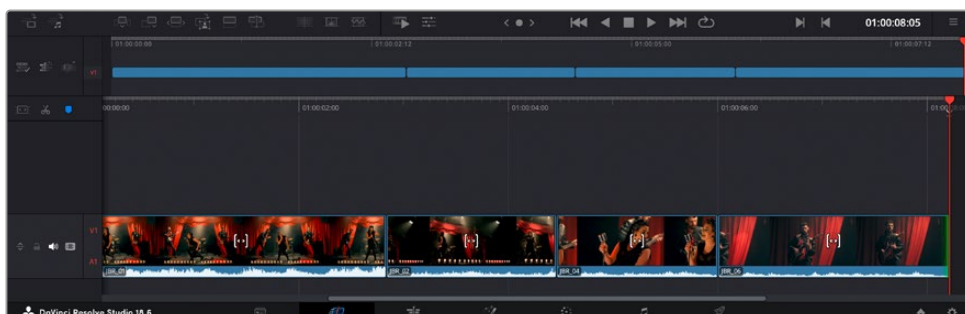 01:00:08:05
01:00:00:00 01:00:02:12 01:00:05:00 01:00:07:12
V1
00:00:00 01:00:02:00 01:00:04:00 01:00:06:00 01:00
V1
A1
JBR_01 JBR_02 JBR_04 JBR_06
DaVinci Resolve Studio 18.6